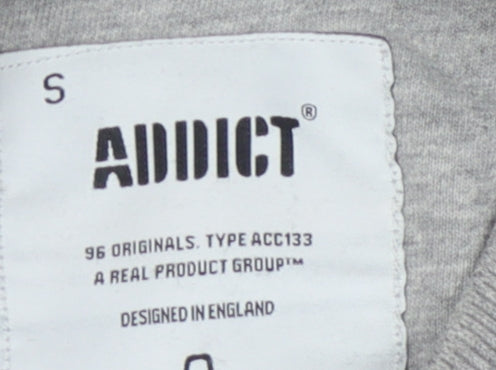 S
ADDICT®
96 ORIGINALS. TYPE ACC133
A REAL PRODUCT GROUP™
DESIGNED IN ENGLAND